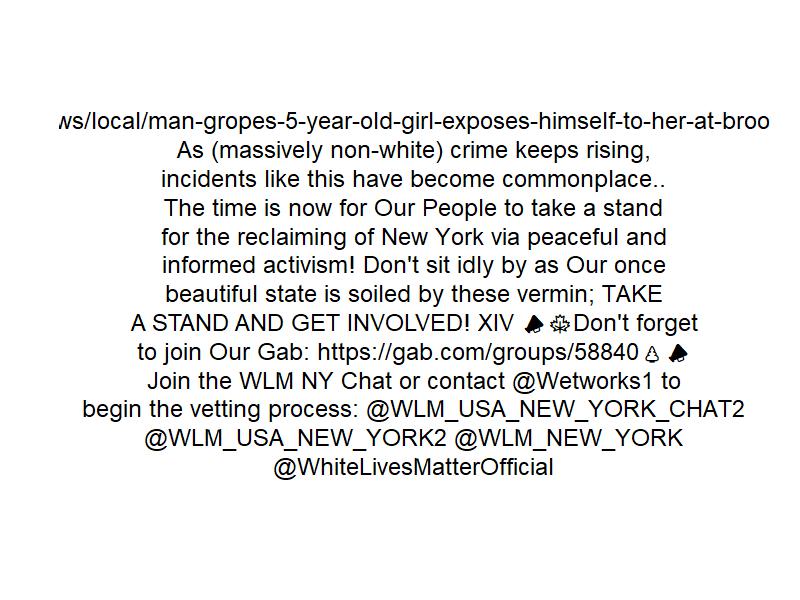 ws/local/man-gropes-5-year-old-girl-exposes-himself-to-her-at-broo
As (massively non-white) crime keeps rising,
incidents like this have become commonplace..
The time is now for Our People to take a stand
for the reclaiming of New York via peaceful and
informed activism! Don't sit idly by as Our once
beautiful state is soiled by these vermin; TAKE
A STAND AND GET INVOLVED! XIV 📣🍁Don't forget
to join Our Gab: https://gab.com/groups/58840🌲📣
Join the WLM NY Chat or contact @Wetworks1 to
begin the vetting process: @WLM_USA_NEW_YORK_CHAT2
@WLM_USA_NEW_YORK2 @WLM_NEW_YORK
@WhiteLivesMatterOfficial